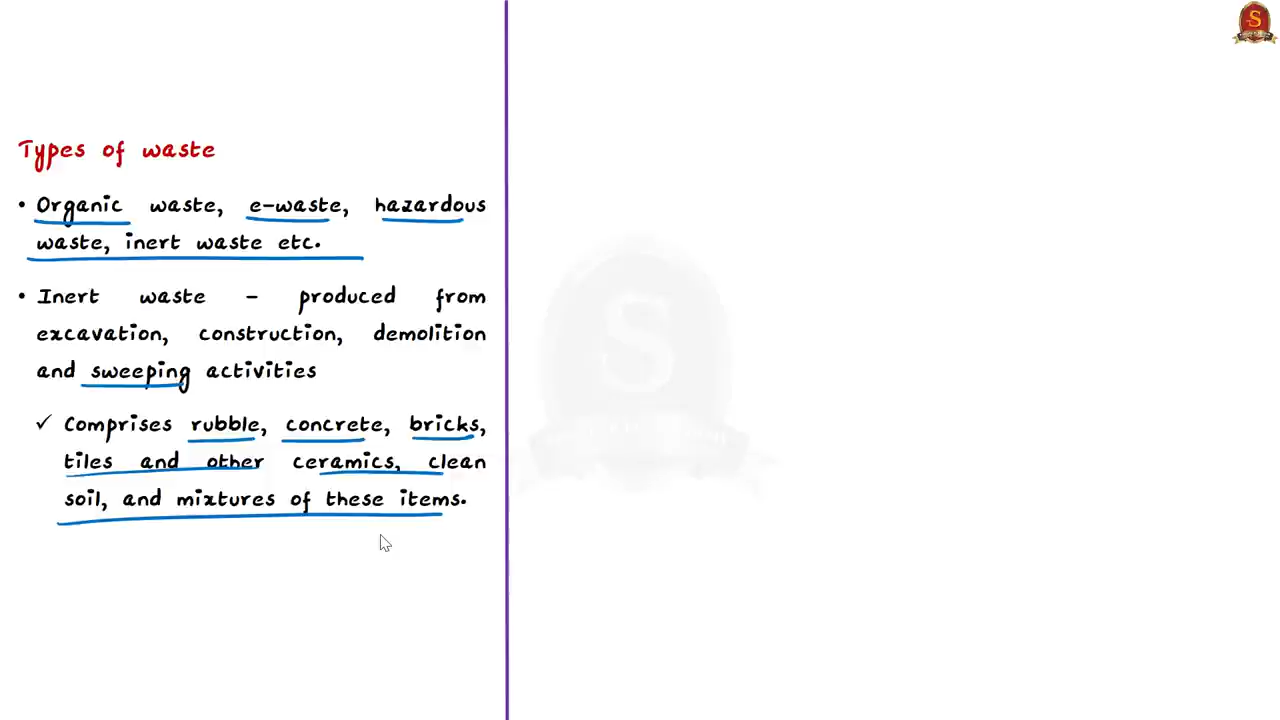 Types of waste
• Organic waste, e-waste, hazardous
waste, inert waste etc.
• Inert waste - produced from
excavation, construction, demolition
and sweeping activities
✓ Comprises rubble, concrete, bricks,
tiles and other ceramics, clean
soil, and mixtures of these items.
S
S